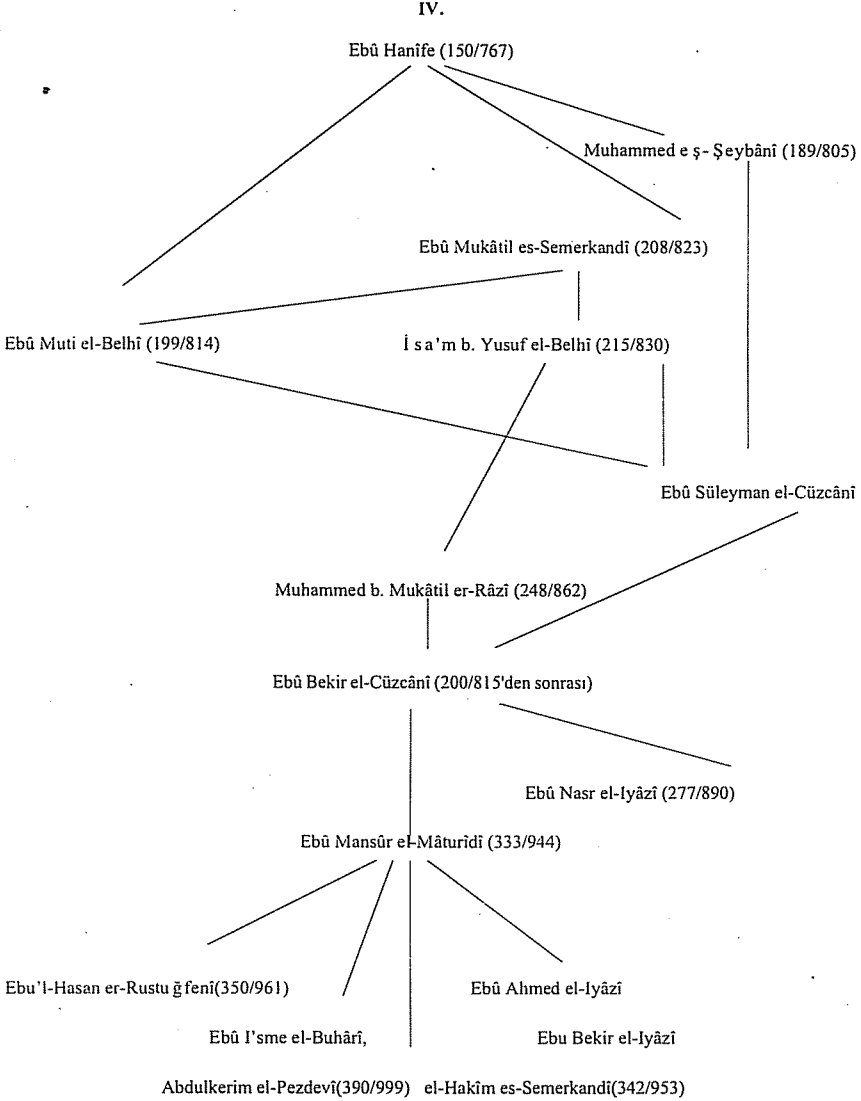 IV.
Ebû Hanîfe (150/767)
Muhammed eş-Şeybânî (189/805)
Ebû Mukâtil es-Semerkandî (208/823)
Ebû Muti el-Belhî (199/814)
İsa'm b. Yusuf el-Belhî (215/830)
Ebû Süleyman el-Cüzcânî
Muhammed b. Mukâtil er-Râzî (248/862)
Ebû Bekir el-Cüzcânî (200/815'den sonrası)
Ebû Nasr el-Iyâzî (277/890)
Ebû Mansûr el-Mâturîdî (333/944)
Ebu'l-Hasan er-Rustuğfenî(350/961)
Ebû Ahmed el-Iyâzî
Ebû I'sme el-Buhârî,
Ebu Bekir el-Iyâzî
Abdulkerim el-Pezdevî(390/999) el-Hakîm es-Semerkandî(342/953)